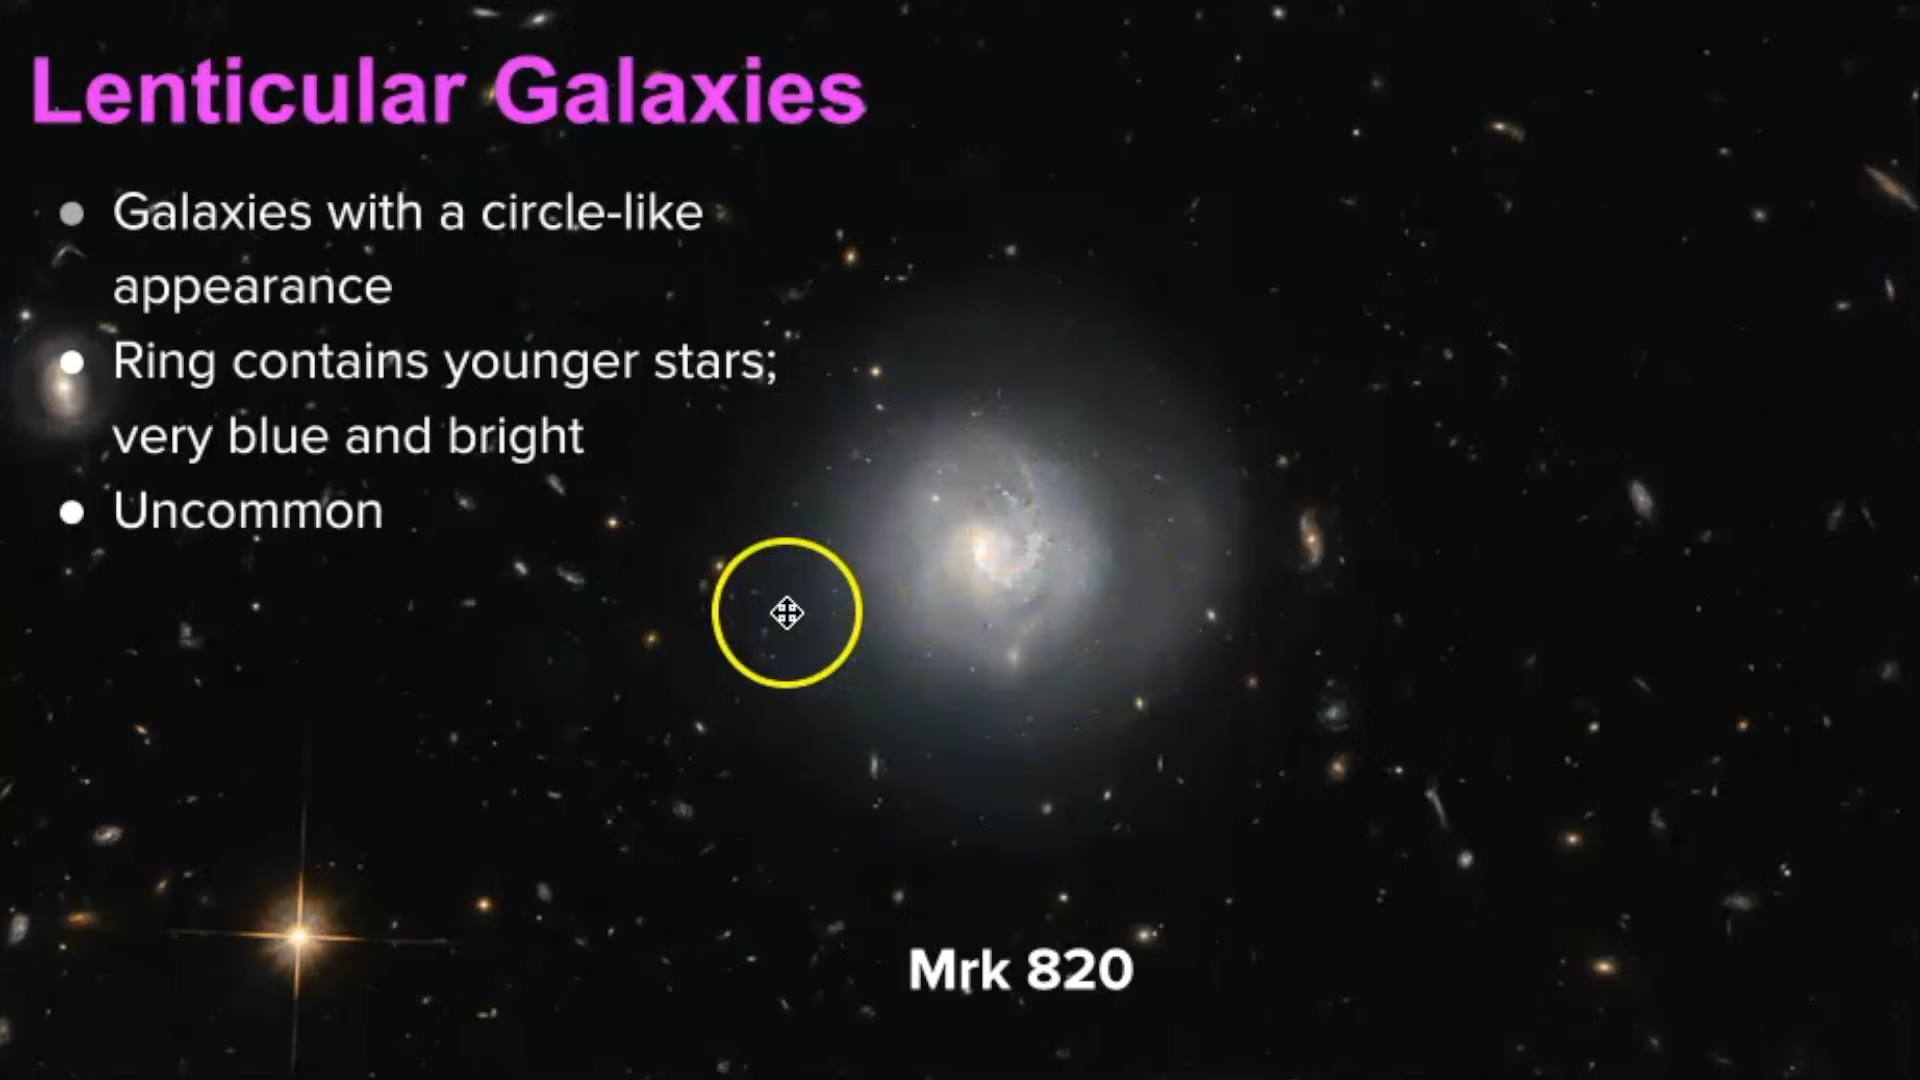 Lenticular Galaxies
Galaxies with a circle-like
appearance
Ring contains younger stars;
very blue and bright
Uncommon
Mrk 820